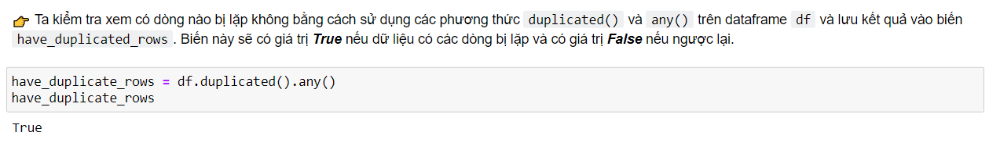 👉 Ta kiểm tra xem có dòng nào bị lặp không bằng cách sử dụng các phương thức duplicated() và any() trên dataframe df và lưu kết quả vào biến
have_duplicated_rows . Biến này sẽ có giá trị True nếu dữ liệu có các dòng bị lặp và có giá trị False nếu ngược lại.
have_duplicate_rows = df.duplicated().any()
have_duplicate_rows
True